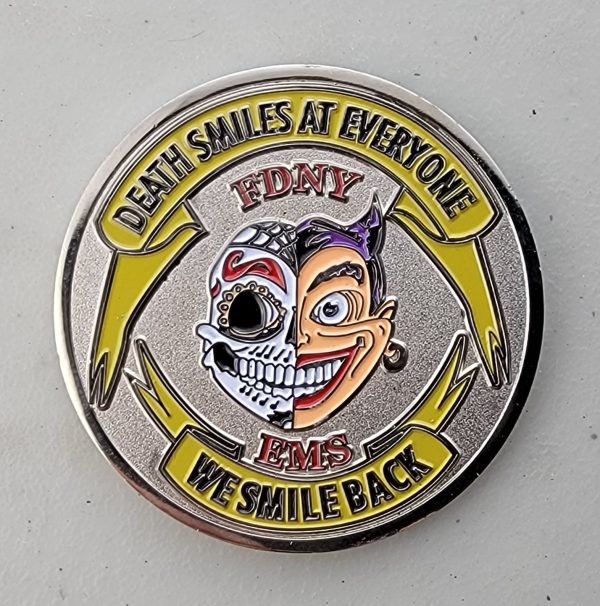 DEATH SMILES AT EVERYONE
FDNY
EMS
WE SMILE BACK